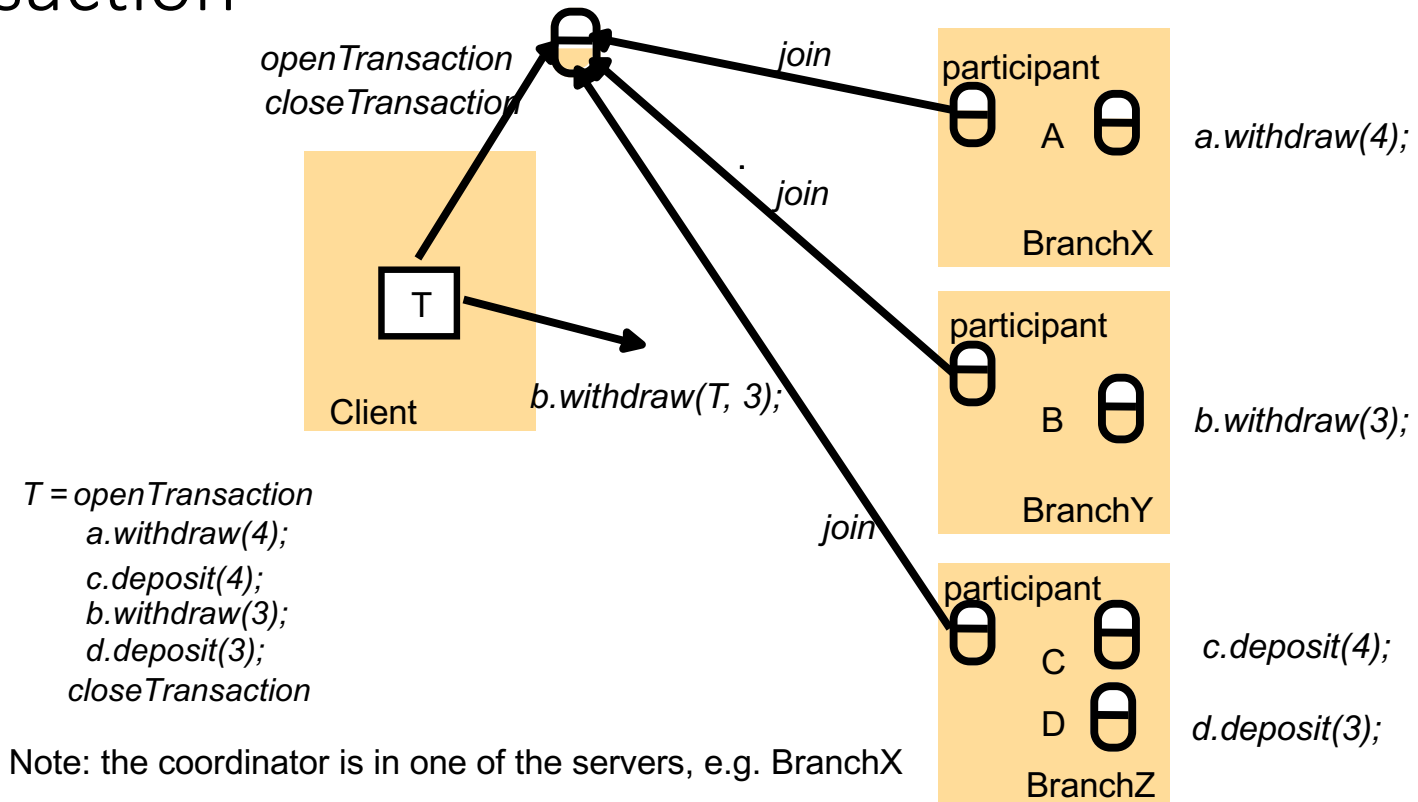 openTransaction
closeTransaction
join
participant
A
a.withdraw(4);
BranchX
join
T
Client
b.withdraw(T, 3);
participant
B
b.withdraw(3);
BranchY
T = openTransaction
a.withdraw(4);
c.deposit(4);
b.withdraw(3);
d.deposit(3);
closeTransaction
join
participant
C
c.deposit(4);
D
d.deposit(3);
BranchZ
Note: the coordinator is in one of the servers, e.g. BranchX